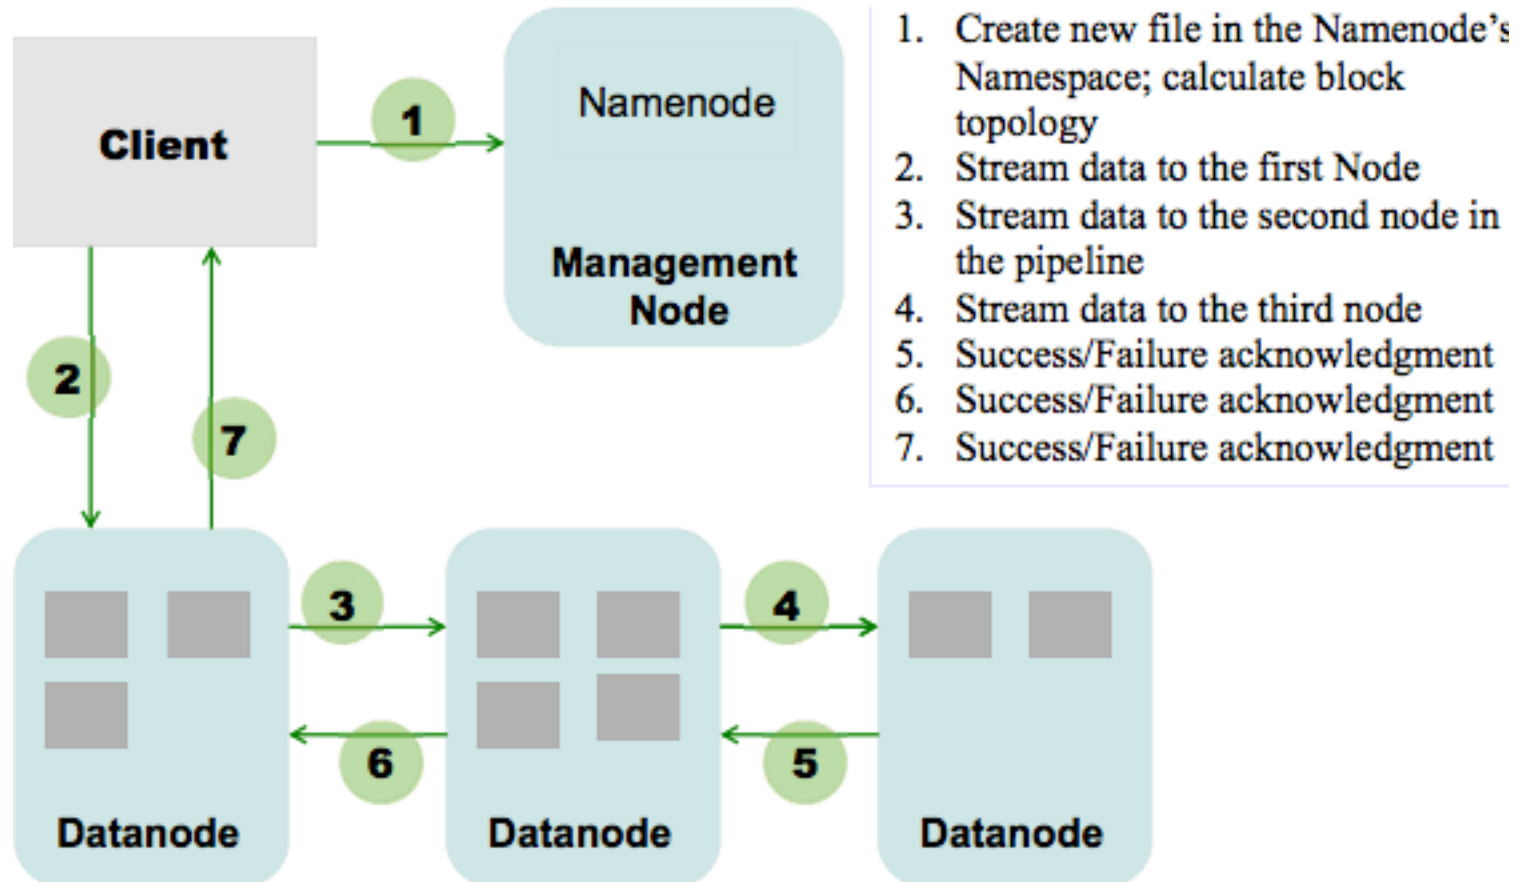 Client
1
Namenode
Management
Node
1. Create new file in the Namenode's
Namespace; calculate block
topology
2. Stream data to the first Node
3. Stream data to the second node in
the pipeline
4. Stream data to the third node
5. Success/Failure acknowledgment
6. Success/Failure acknowledgment
7. Success/Failure acknowledgment
2
7
3
4
6
5
Datanode
Datanode
Datanode